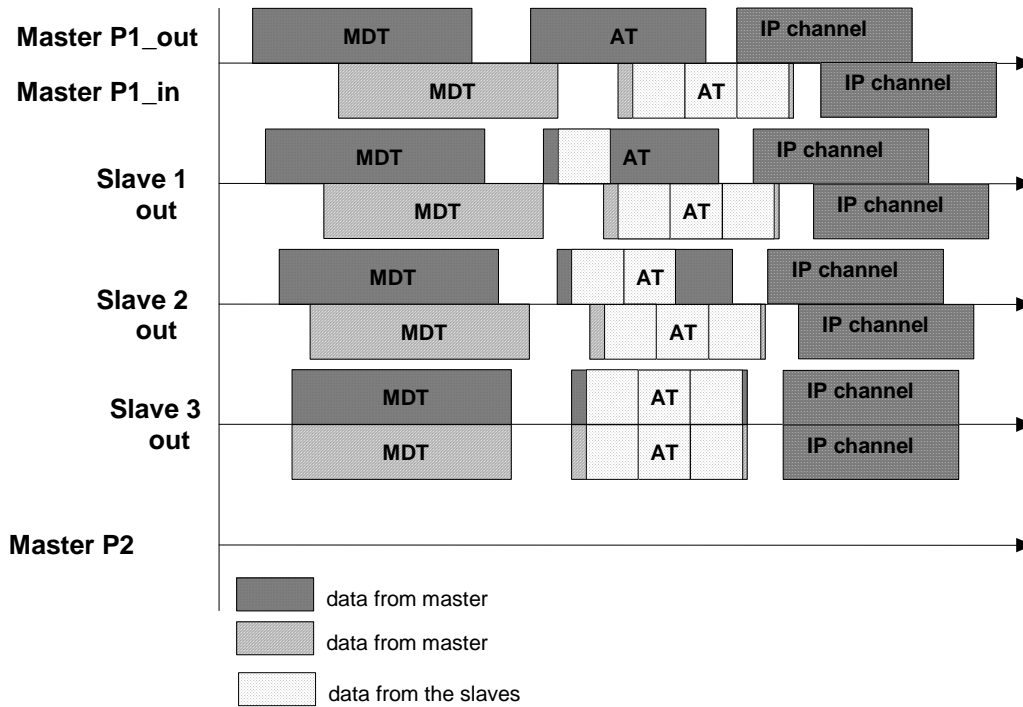 Master P1_out
MDT
AT
IP channel
Master P1_in
MDT
AT
IP channel
MDT
AT
IP channel
Slave 1
out
MDT
AT
IP channel
MDT
AT
IP channel
Slave 2
out
MDT
AT
IP channel
MDT
AT
IP channel
Slave 3
out
MDT
AT
IP channel
Master P2
data from master
data from master
data from the slaves